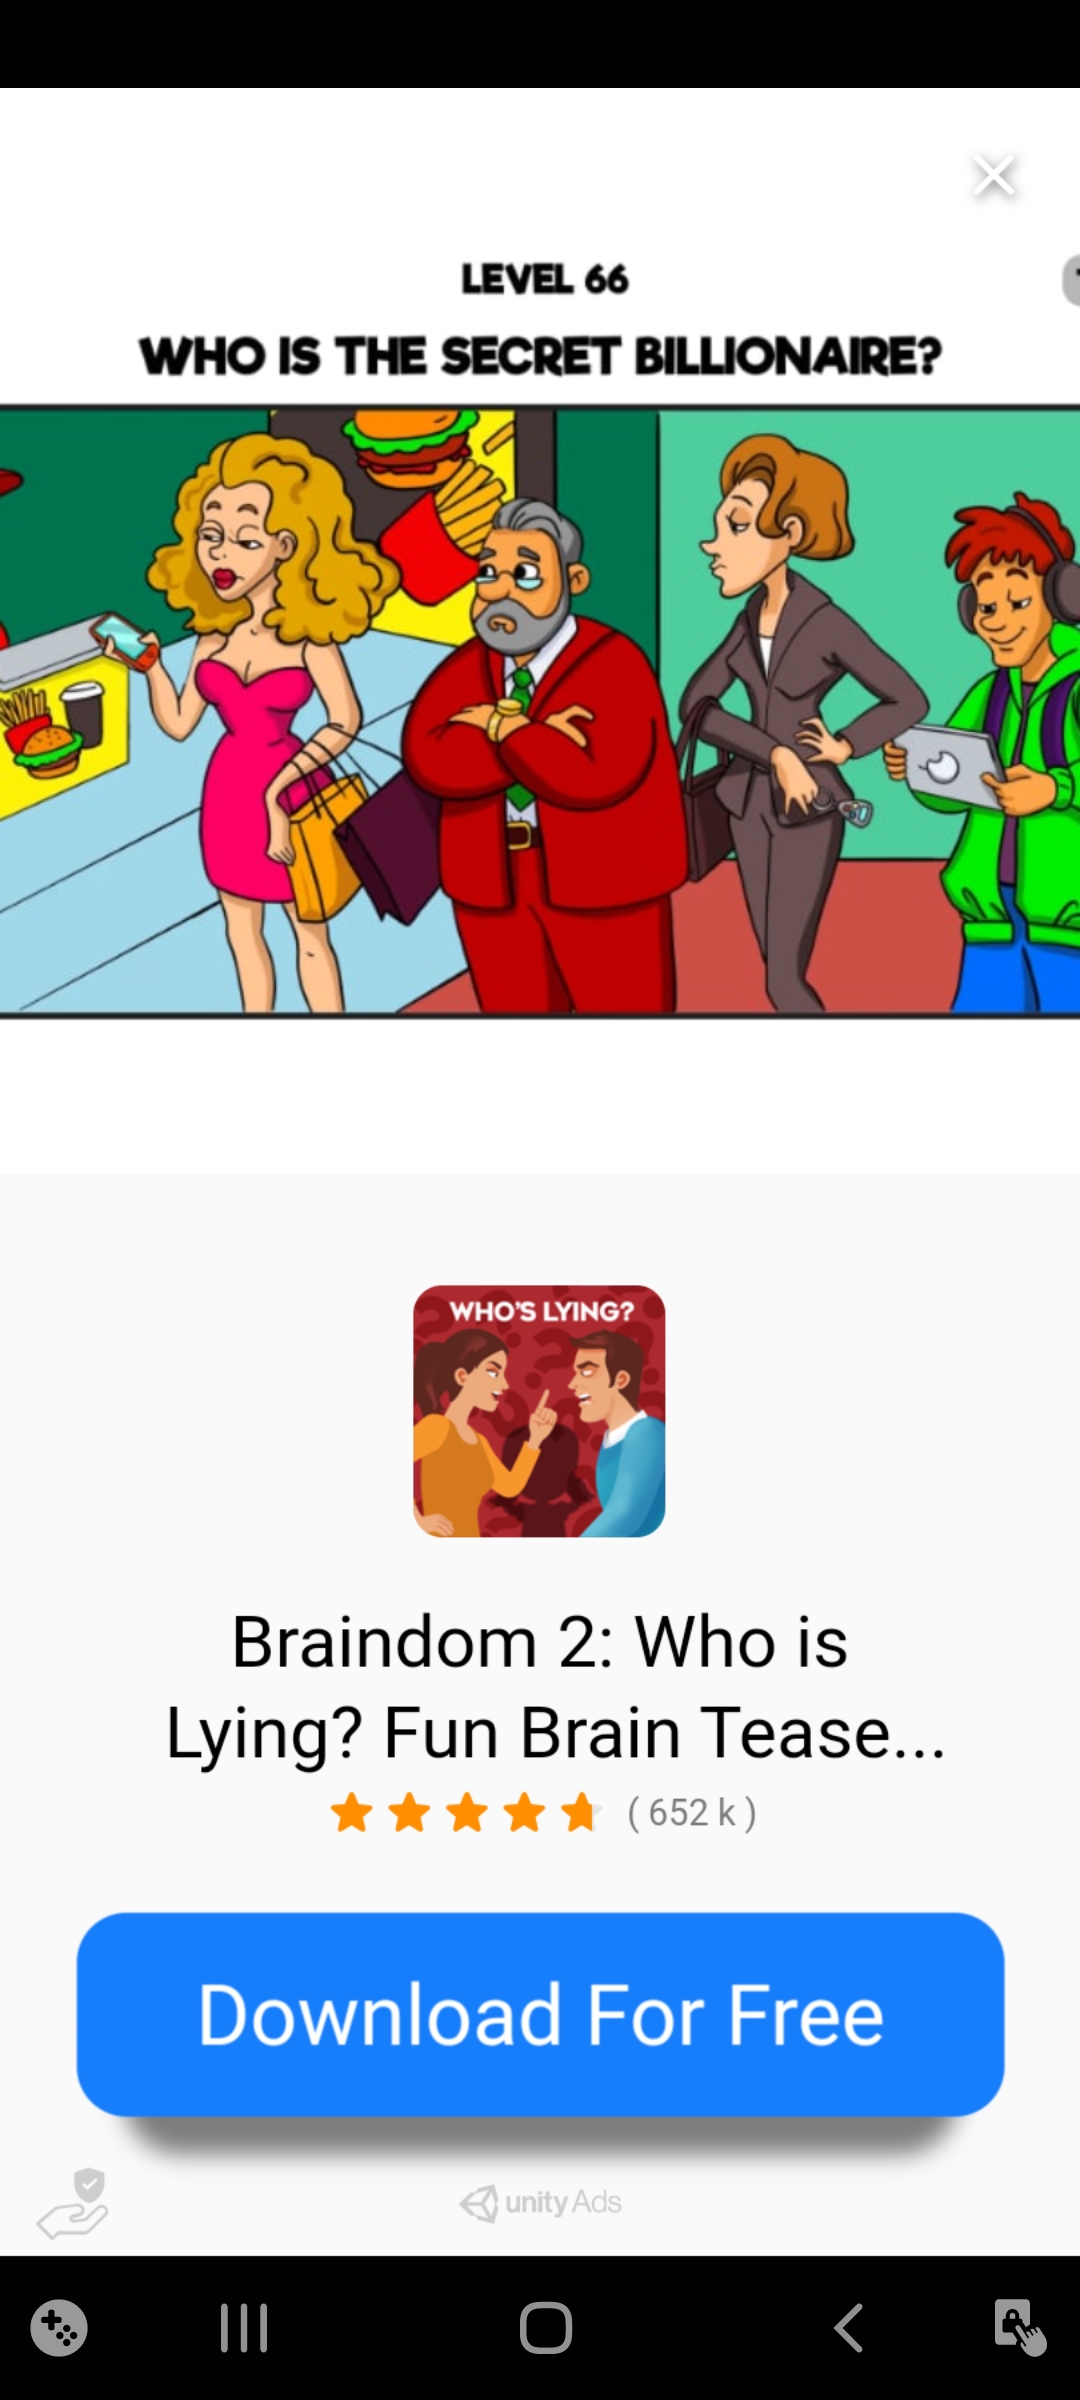 LEVEL 66
WHO IS THE SECRET BILLIONAIRE?
WHO'S LYING?
Braindom 2: Who is
Lying? Fun Brain Tease...
( 652 k )
Download For Free
unity Ads